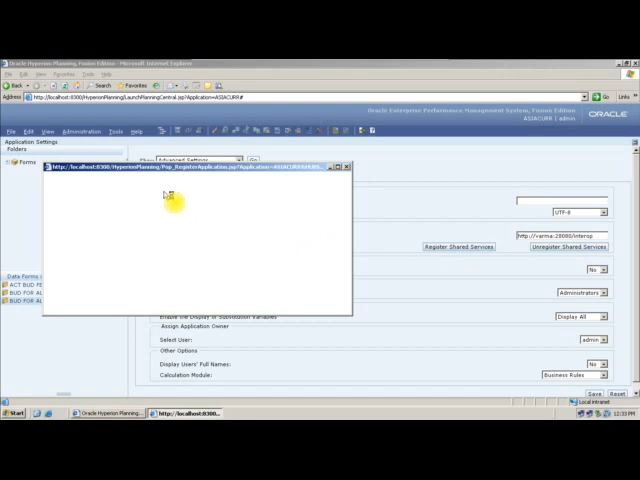 Oracle Hyperion Planning, Fusion Edition - Microsoft Internet Explorer
File Edit View Favorites Tools Help
Back Search Favorites
Address http://localhost:8300/HyperionPlanning/LaunchPlanningCentral.jsp?Application=ASIACURR# Go Links »
Oracle Enterprise Performance Management System, Fusion Edition
ASIACURR | admin
ORACLE
File Edit View Administration Tools Help
Application Settings
Folders
Forms
Show Advanced Settings Go
http://localhost:8300/HyperionPlanning/Pop_RegisterApplication.jsp?Application=ASIACURR
UTF-8
http://varma:28080/interop
Register Shared Services Unregister Shared Services
No
Data Forms
ACT BUD FE
BUD FOR AL
BUD FOR AL
Administrators
Enable the Display of Substitution Variables Display All
Assign Application Owner
Select User: admin
Other Options
Display Users' Full Names: No
Calculation Module: Business Rules
Save Reset
Local intranet
Start Oracle Hyperion Planning... http://localhost:8300... 12:33 PM